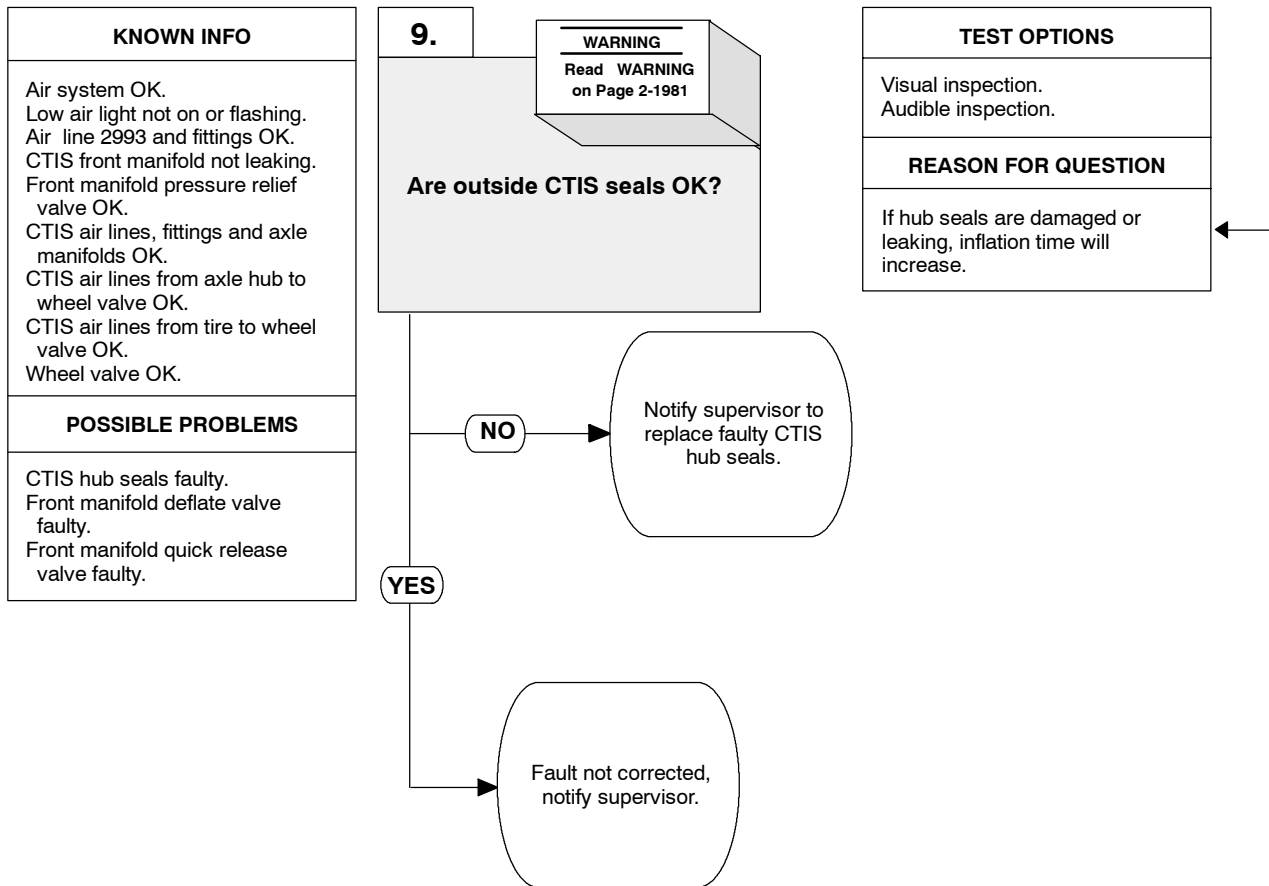 KNOWN INFO
Air system OK.
Low air light not on or flashing.
Air line 2993 and fittings OK.
CTIS front manifold not leaking.
Front manifold pressure relief
valve OK.
CTIS air lines, fittings and axle
manifolds OK.
CTIS air lines from axle hub to
wheel valve OK.
CTIS air lines from tire to wheel
valve OK.
Wheel valve OK.
POSSIBLE PROBLEMS
CTIS hub seals faulty.
Front manifold deflate valve
faulty.
Front manifold quick release
valve faulty.
9.
WARNING
Read WARNING
on Page 2-1981
Are outside CTIS seals OK?
TEST OPTIONS
Visual inspection.
Audible inspection.
REASON FOR QUESTION
If hub seals are damaged or
leaking, inflation time will
increase.
NO
Notify supervisor to
replace faulty CTIS
hub seals.
YES
Fault not corrected,
notify supervisor.